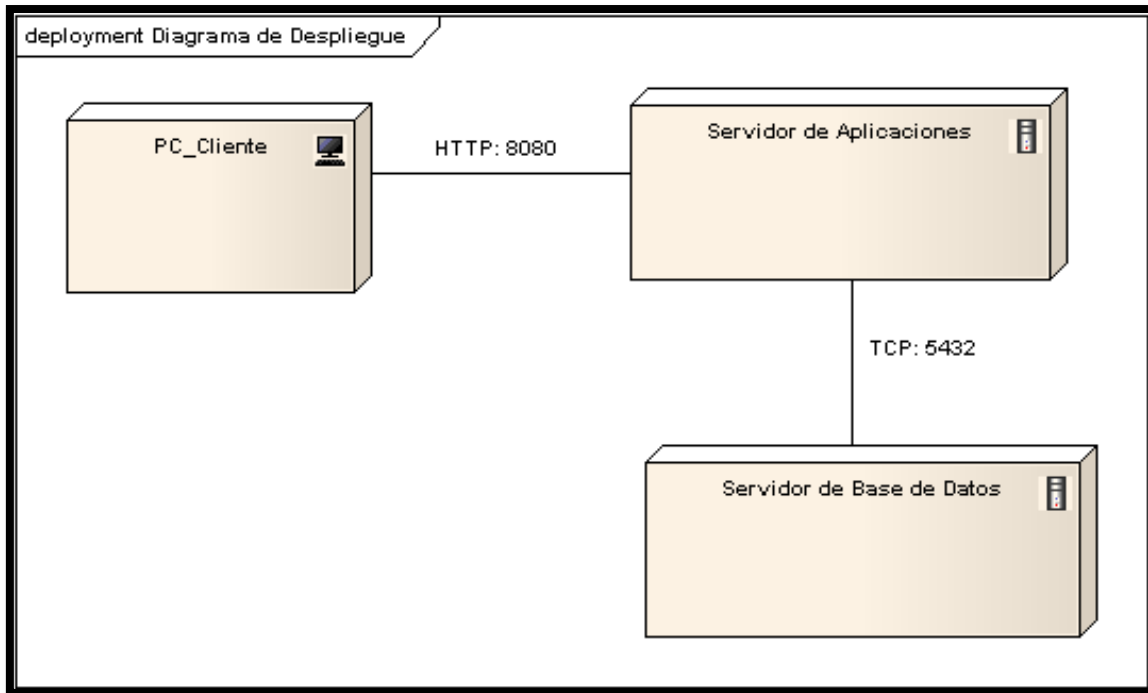 deployment Diagrama de Despliegue
PC_Cliente
HTTP: 8080
Servidor de Aplicaciones
TCP: 5432
Servidor de Base de Datos